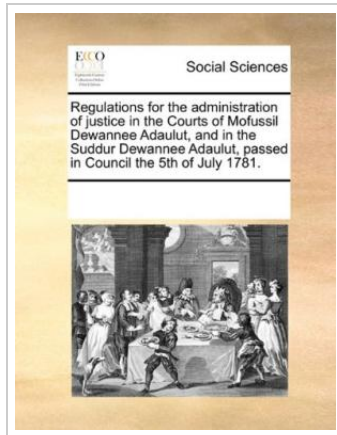 ECCO
Social Sciences
Regulations for the administration
of justice in the Courts of Mofussil
Dewannee Adaulut, and in the
Suddur Dewannee Adaulut, passed
in Council the 5th of July 1781.